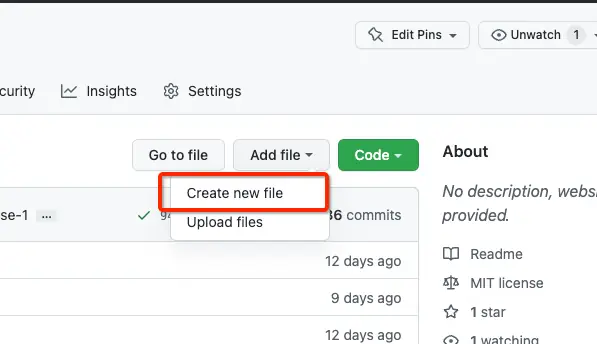 Edit Pins
Unwatch 1
curity Insights Settings
Go to file Add file Code
About
Create new file
No description, webs
provided.
se-1 ... 94 36 commits
Upload files
Readme
12 days ago
MIT license
9 days ago
1 star
12 days ago
1 watching